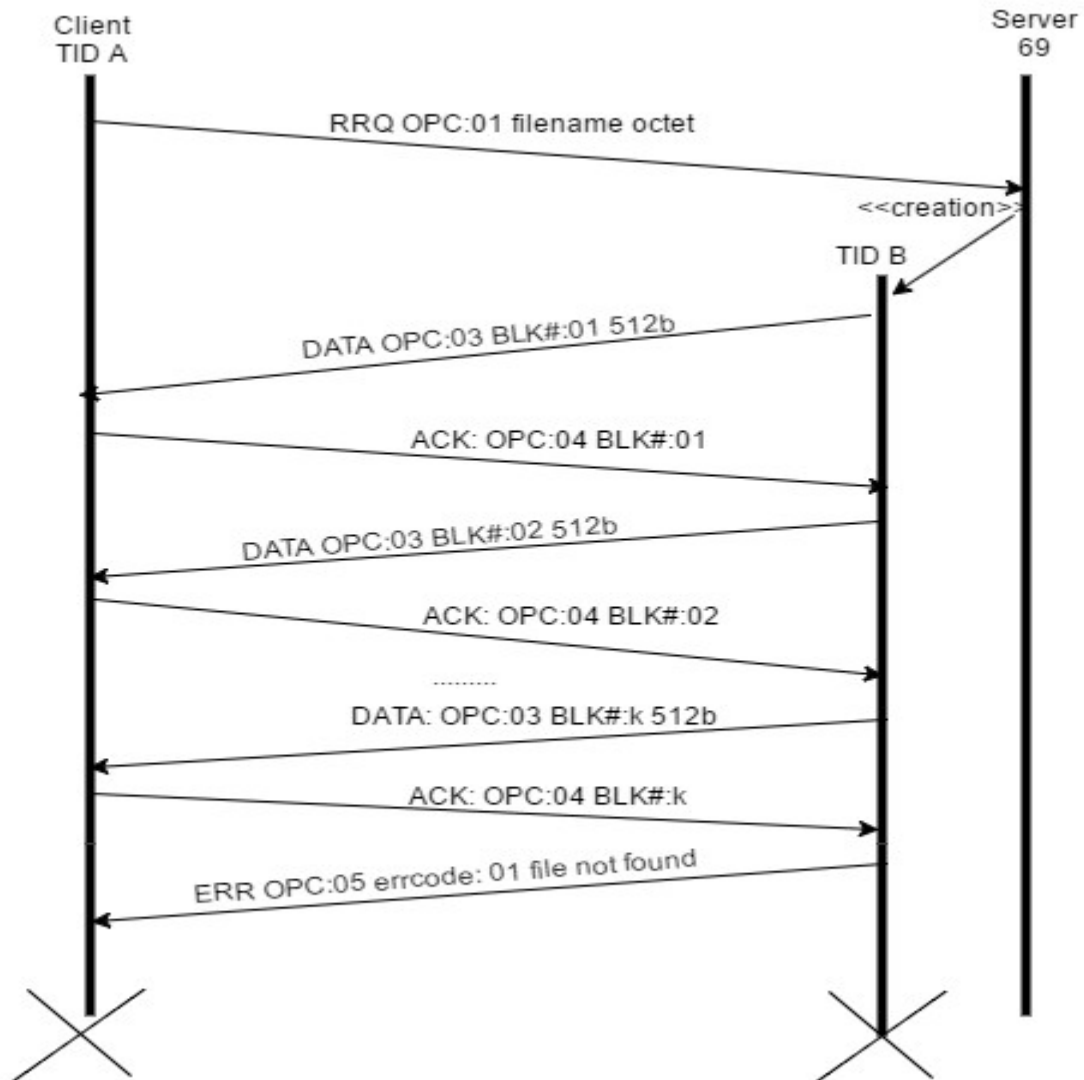 Client
TID A
Server
69
RRQ OPC:01 filename octet
<<creation>>
TID B
DATA OPC:03 BLK#:01 512b
ACK: OPC:04 BLK#:01
DATA OPC:03 BLK#:02 512b
ACK: OPC:04 BLK#:02
.........
DATA: OPC:03 BLK#:k 512b
ACK: OPC:04 BLK#:k
ERR OPC:05 errcode: 01 file not found